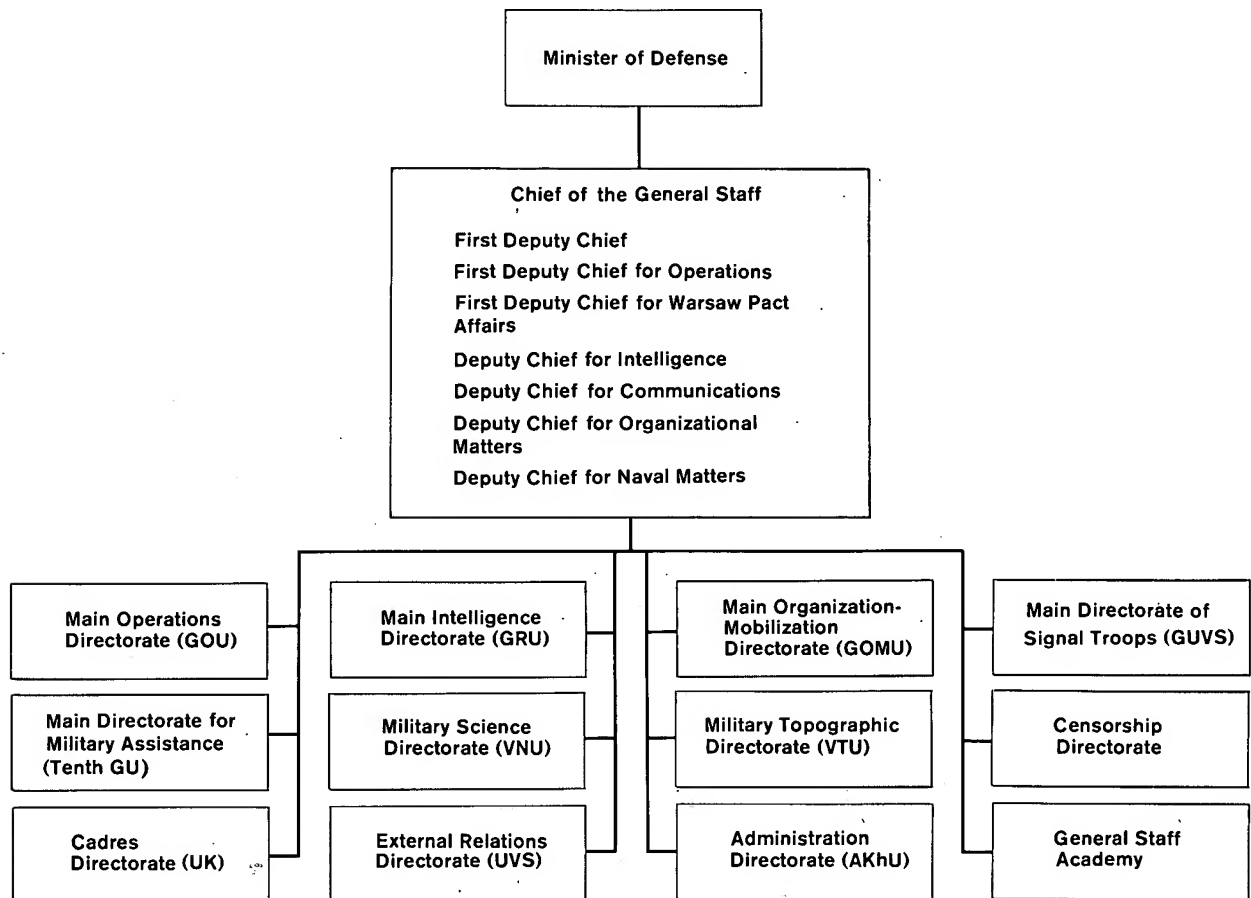 Minister of Defense
Chief of the General Staff
First Deputy Chief
First Deputy Chief for Operations
First Deputy Chief for Warsaw Pact
Affairs
Deputy Chief for Intelligence
Deputy Chief for Communications
Deputy Chief for Organizational
Matters
Deputy Chief for Naval Matters
Main Operations
Directorate (GOU)
Main Intelligence
Directorate (GRU)
Main Organization-
Mobilization
Directorate (GOMU)
Main Directorate of
Signal Troops (GUVS)
Main Directorate for
Military Assistance
(Tenth GU)
Military Science
Directorate (VNU)
Military Topographic
Directorate (VTU)
Censorship
Directorate
Cadres
Directorate (UK)
External Relations
Directorate (UVS)
Administration
Directorate (AKhU)
General Staff
Academy